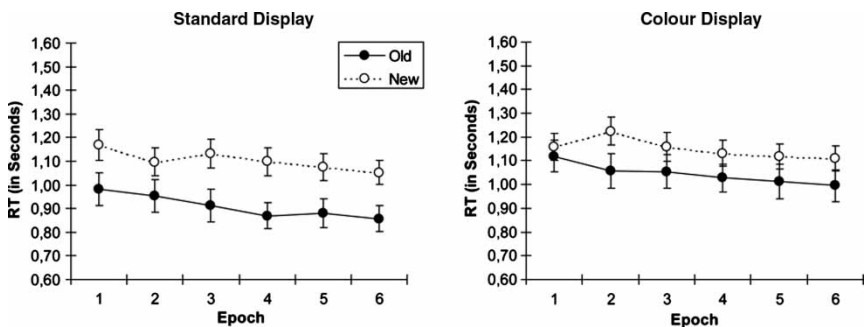 Standard Display
1,60
1,50
1,40
1,30
1,20
1,10
1,00
0,90
0,80
0,70
0,60
RT (in Seconds)
Old
New
1 2 3 4 5 6
Epoch
Colour Display
1,60
1,50
1,40
1,30
1,20
1,10
1,00
0,90
0,80
0,70
0,60
RT (in Seconds)
1 2 3 4 5 6
Epoch